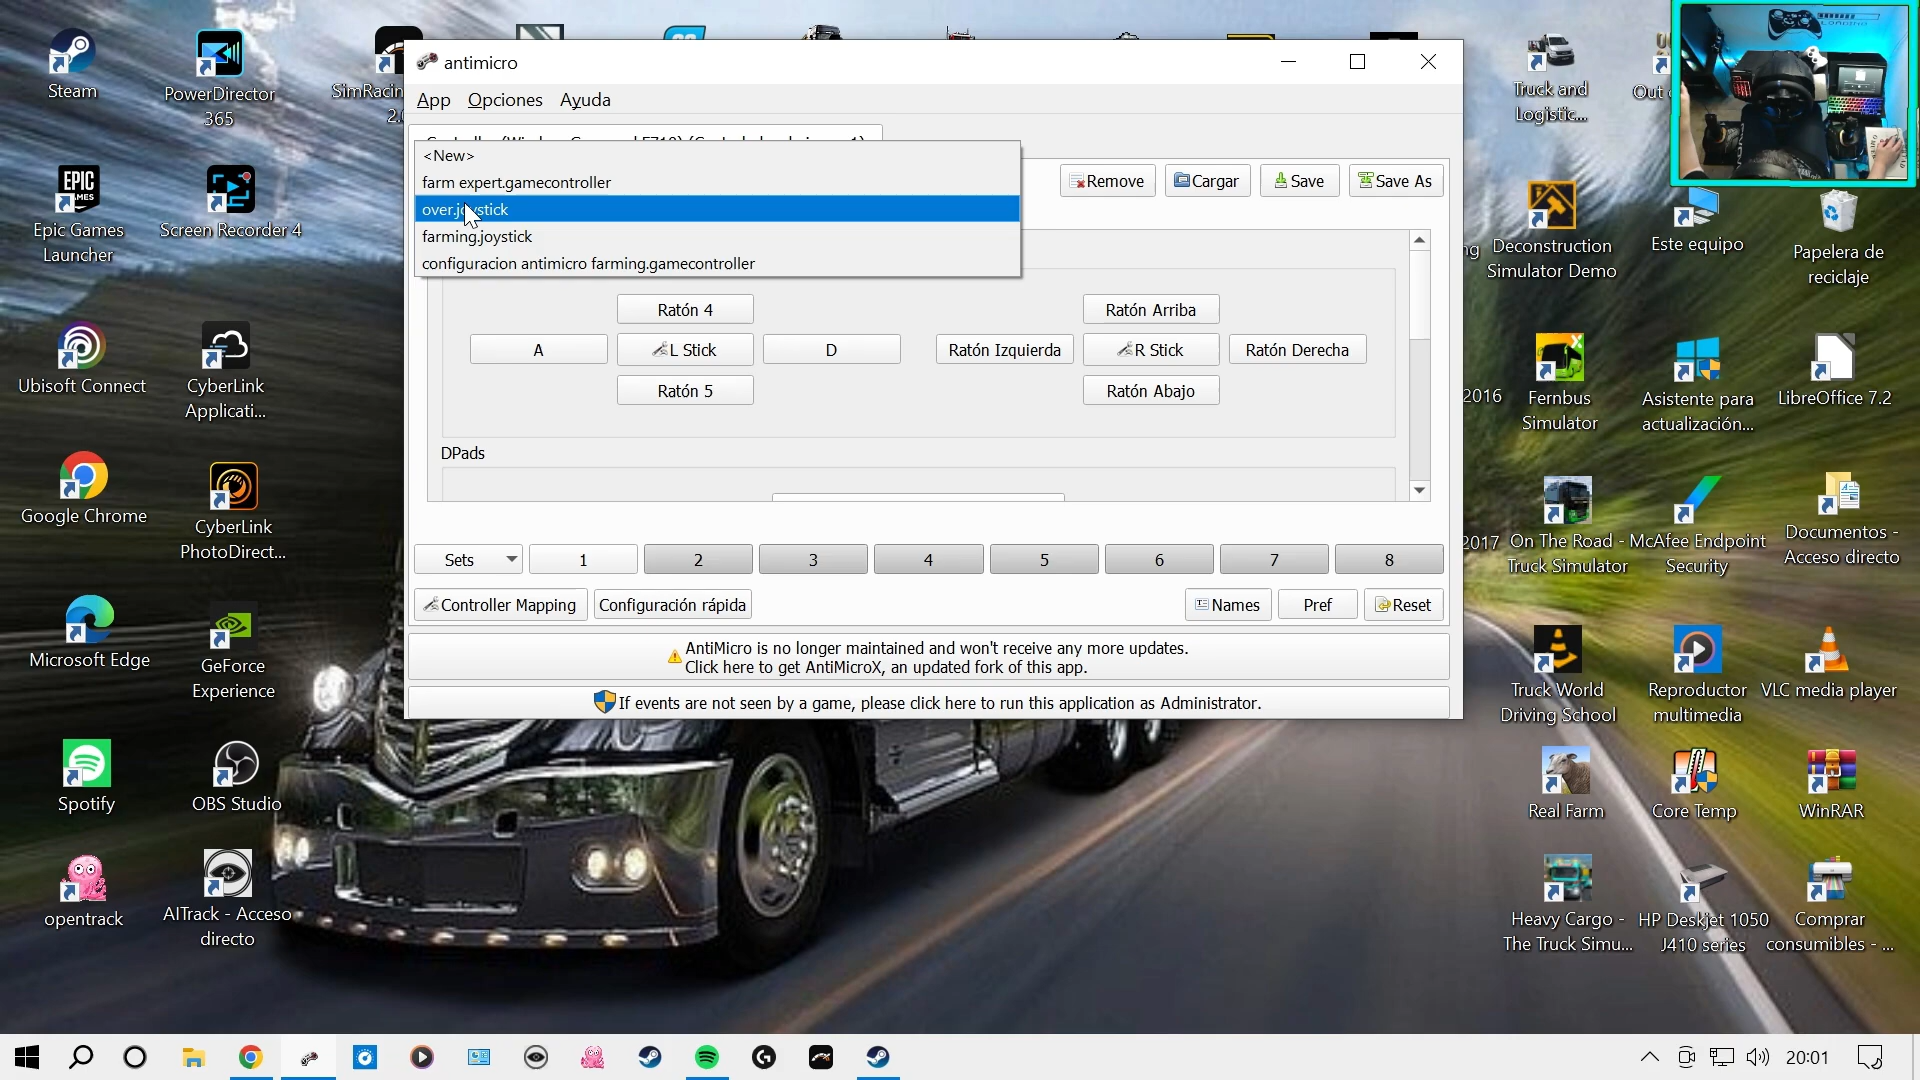 antimicro
App Opciones Ayuda
<New>
farm expert.gamecontroller
over.joystick
farming.joystick
configuracion antimicro farming.gamecontroller
Remove
Cargar
Save
Save As
Ratón 4
A
L Stick
D
Ratón 5
Ratón Arriba
Ratón Izquierda
R Stick
Ratón Derecha
Ratón Abajo
DPads
Sets 1 2 3 4 5 6 7 8
Controller Mapping
Configuración rápida
Names
Pref
Reset
AntiMicro is no longer maintained and won't receive any more updates.
Click here to get AntiMicroX, an updated fork of this app.
If events are not seen by a game, please click here to run this application as Administrator.
Steam
PowerDirector
365
EPIC
GAMES
Epic Games
Launcher
Screen Recorder 4
Ubisoft Connect
CyberLink
Applicati...
Google Chrome
CyberLink
PhotoDirect...
Microsoft Edge
GeForce
Experience
Spotify
OBS Studio
opentrack
AITrack - Acceso
directo
Truck and
Logistic...
Deconstruction
Simulator Demo
Este equipo
Papelera de
reciclaje
2016
Fernbus
Simulator
Asistente para
actualización...
LibreOffice 7.2
2017
On The Road -
Truck Simulator
McAfee Endpoint
Security
Documentos -
Acceso directo
Truck World
Driving School
Reproductor
multimedia
VLC media player
Real Farm
Core Temp
WinRAR
Heavy Cargo -
The Truck Simu...
HP Deskjet 1050
J410 series
Comprar
consumibles - ...
20:01